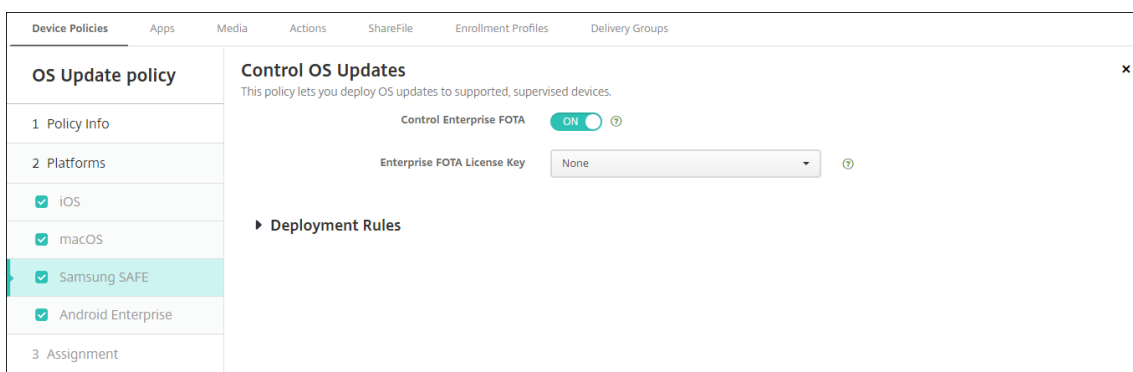 Device Policies Apps Media Actions ShareFile Enrollment Profiles Delivery Groups
OS Update policy
1 Policy Info
2 Platforms
iOS
macOS
Samsung SAFE
Android Enterprise
3 Assignment
Control OS Updates
This policy lets you deploy OS updates to supported, supervised devices.
Control Enterprise FOTA ON
Enterprise FOTA License Key None
Deployment Rules